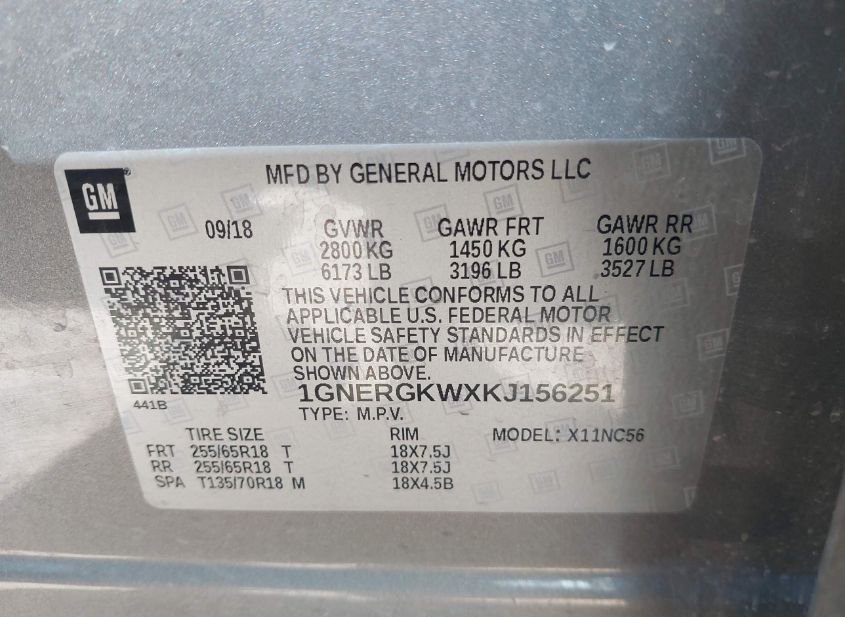 GM
MFD BY GENERAL MOTORS LLC
09/18 GVWR GAWR FRT GAWR RR
2800 KG 1450 KG 1600 KG
6173 LB 3196 LB 3527 LB
THIS VEHICLE CONFORMS TO ALL
APPLICABLE U.S. FEDERAL MOTOR
VEHICLE SAFETY STANDARDS IN EFFECT
ON THE DATE OF MANUFACTURE
SHOWN ABOVE.
441B
1GNERGKWXKJ156251
TYPE: M.P.V.
TIRE SIZE RIM MODEL: X11NC56
FRT 255/65R18 T 18X7.5J
RR 255/65R18 T 18X7.5J
SPA T135/70R18 M 18X4.5B